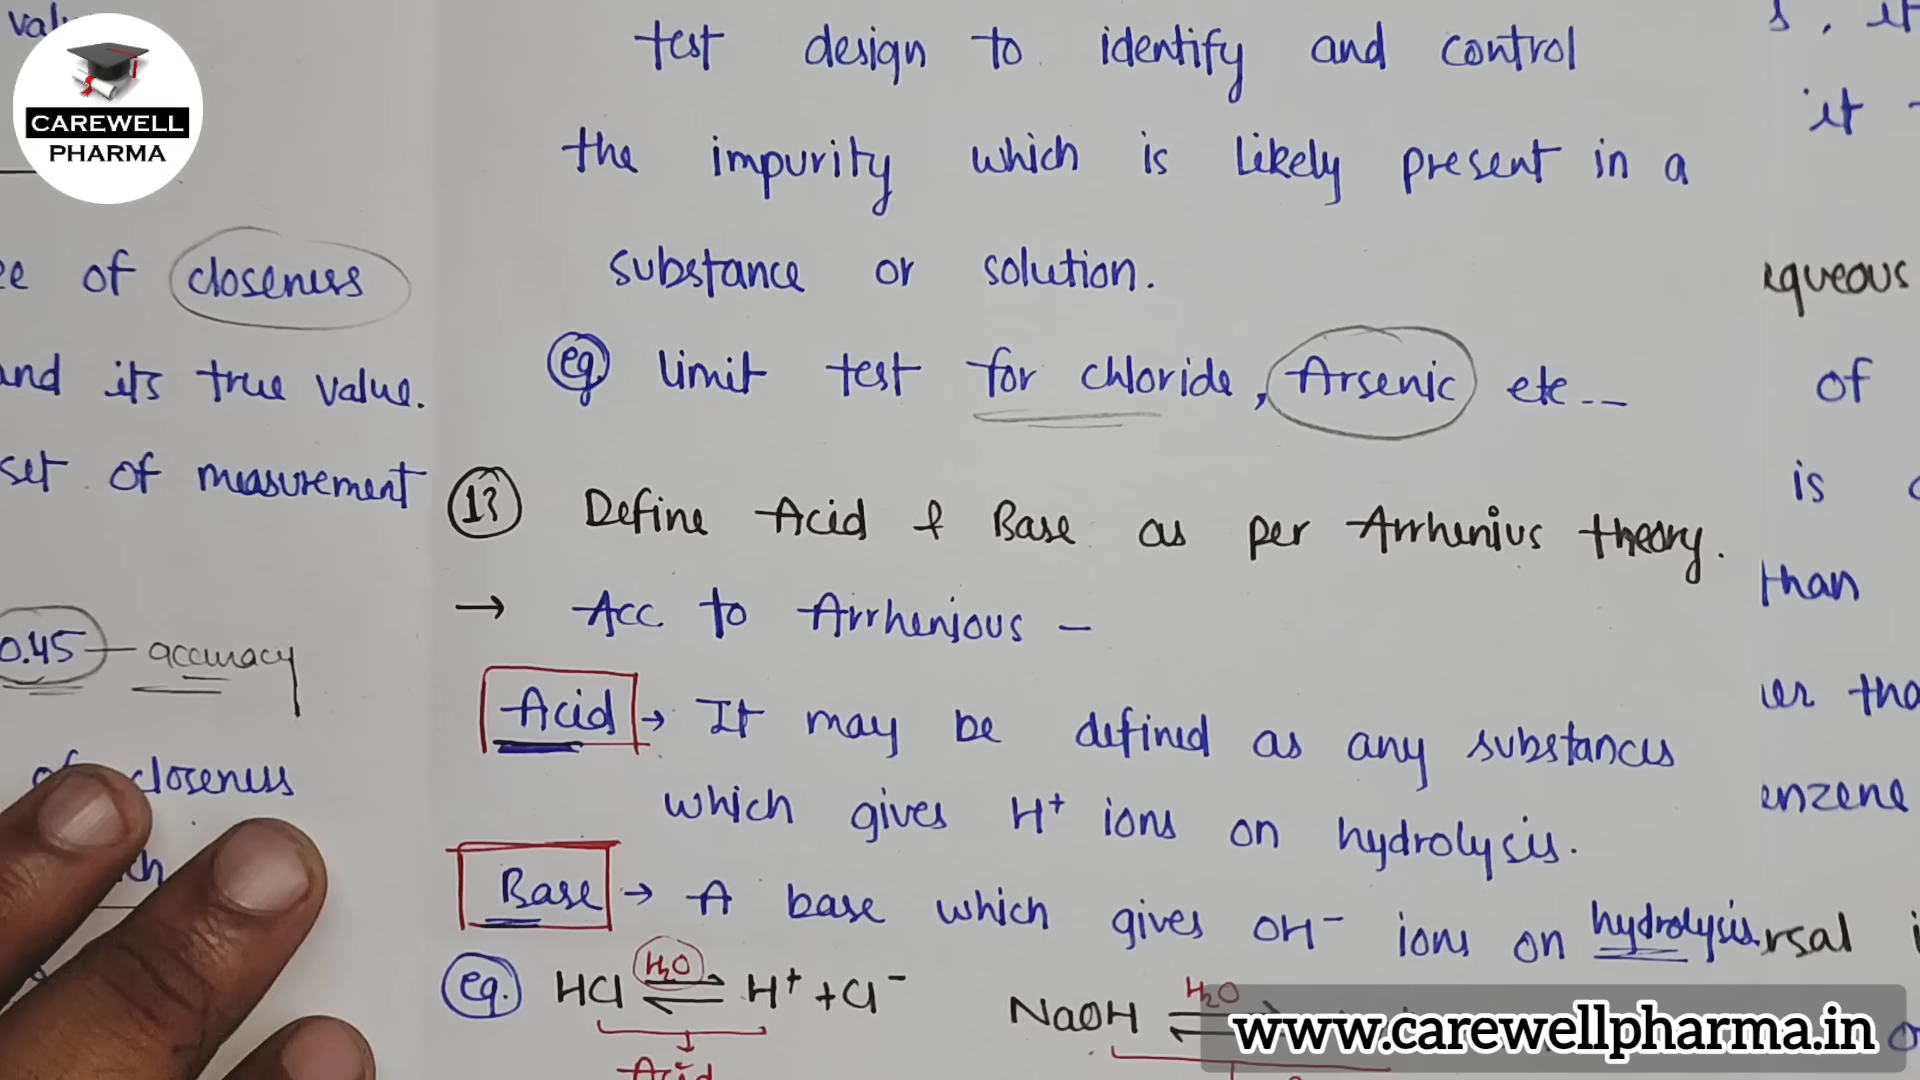 CAREWELL
PHARMA
of closeness
and its true value.
set of measurement
0.45 — accuracy
of closeness
test design to identify and control
the impurity which is likely present in a
substance or solution.
eg limit test for chloride, Arsenic etc--
13 Define Acid & Base as per Arrhenius theory.
→ Acc to Arrhenious -
Acid → It may be defined as any substances
which gives H⁺ ions on hydrolysis.
Base → A base which gives OH⁻ ions on hydrolysis.
eg. HCl ⇌ H₂O H⁺ + Cl⁻
NaOH ⇌ H₂O
Acid
it
aqueous
of
is
than
www.carewellpharma.in